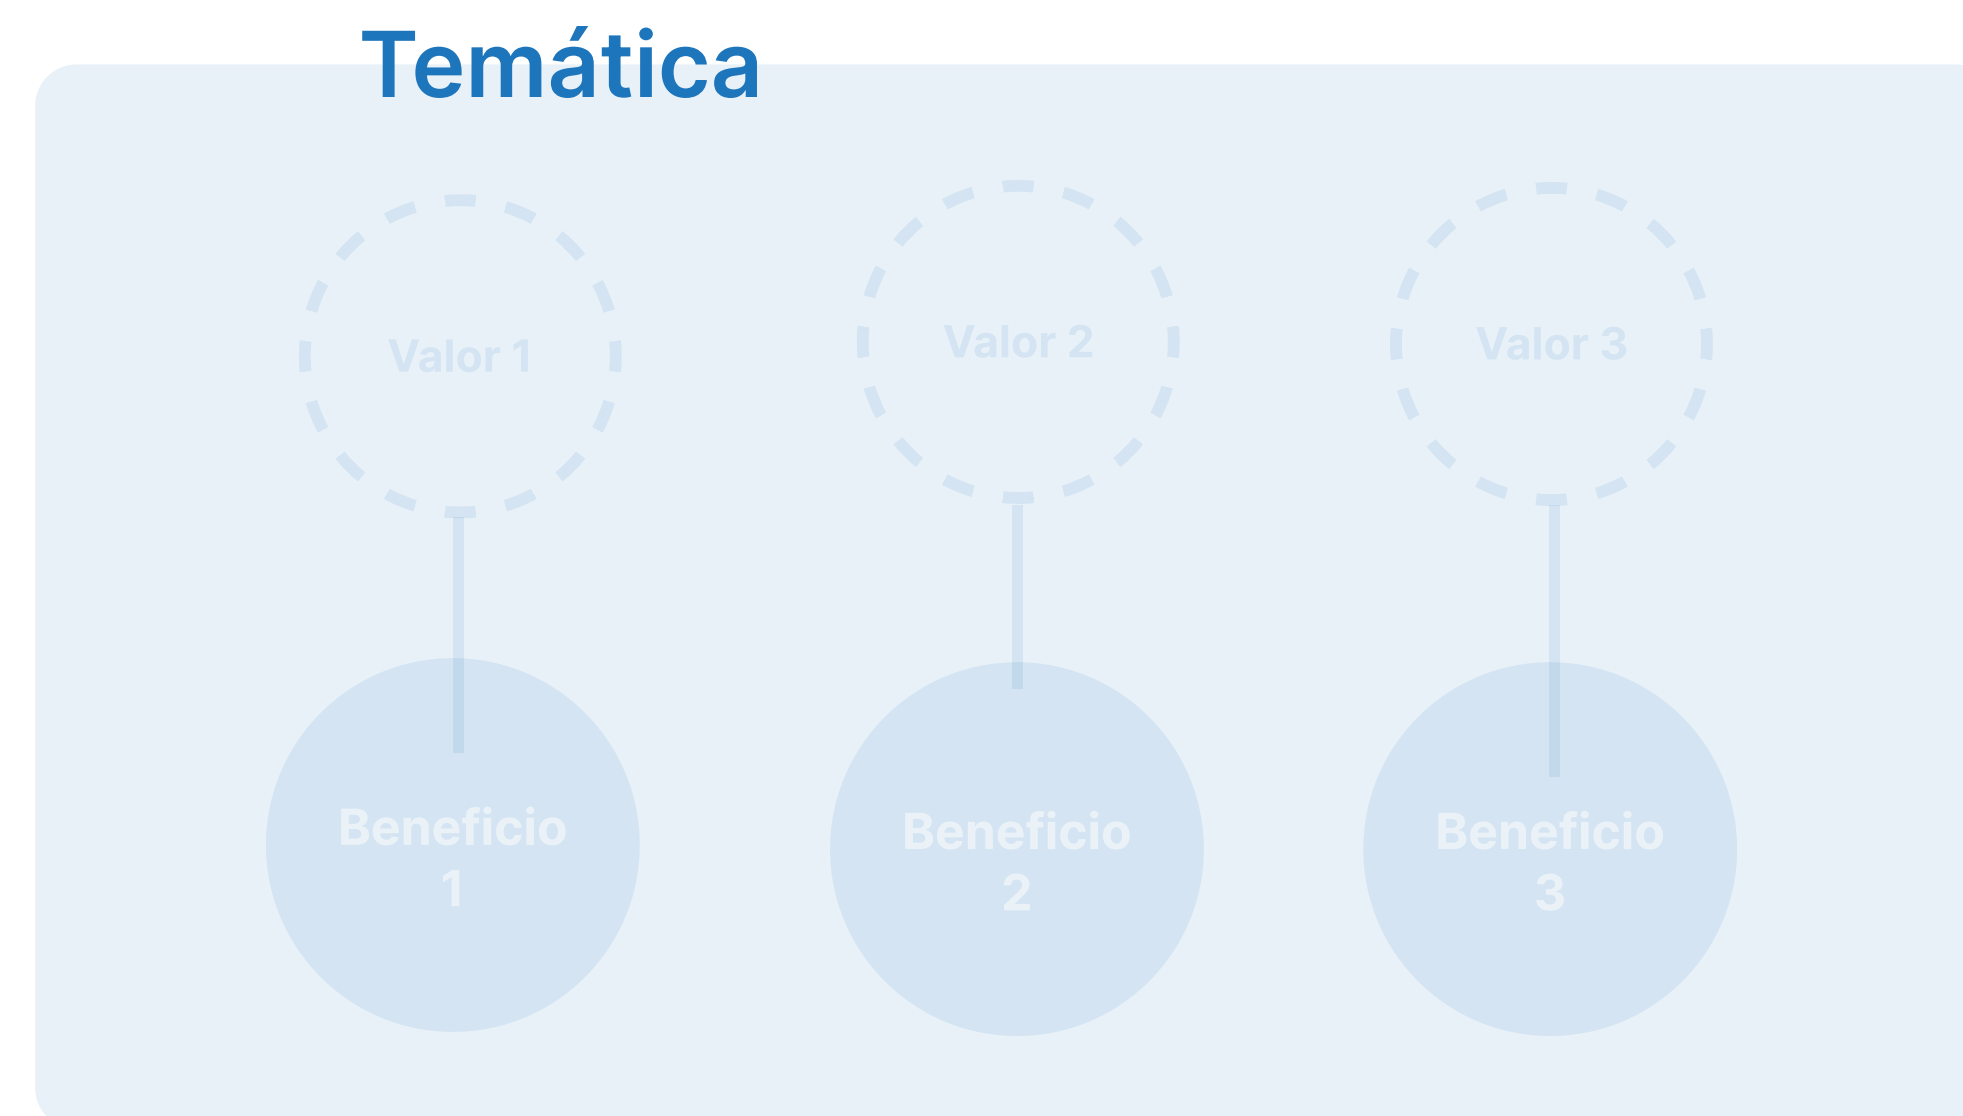 Temática
Valor 1
Valor 2
Valor 3
Beneficio
1
Beneficio
2
Beneficio
3